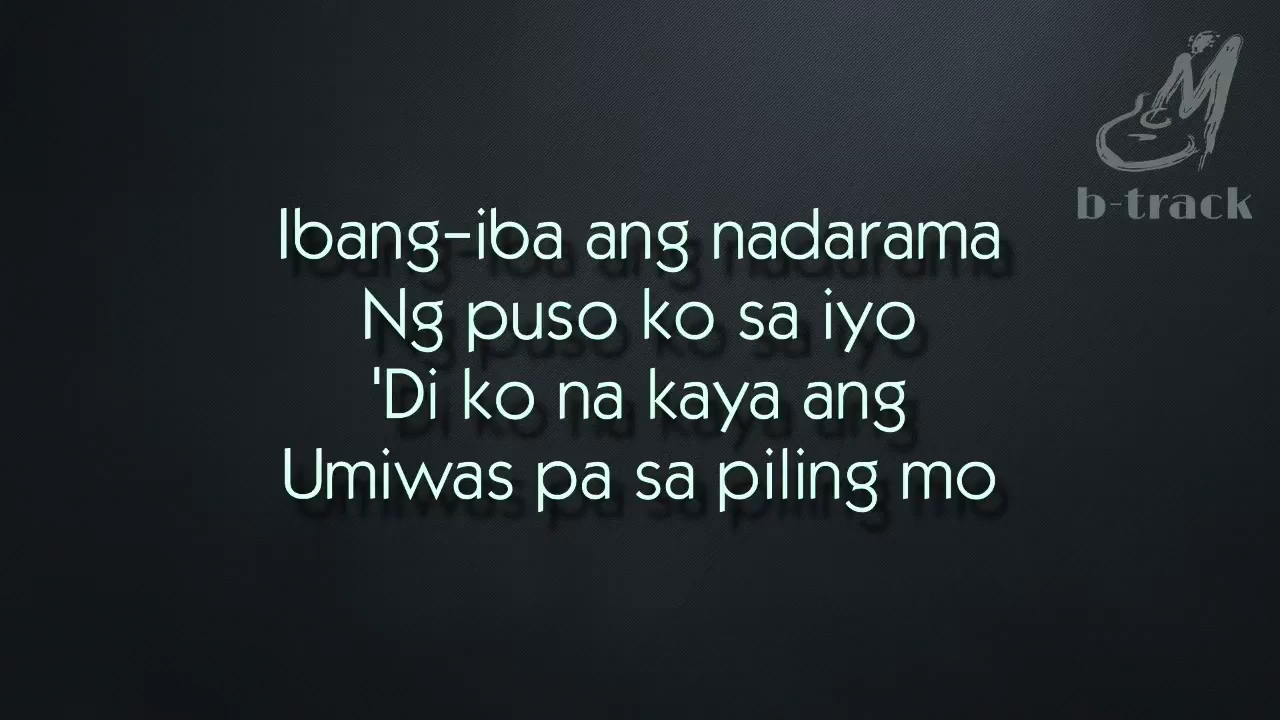 b-track
Ibang-iba ang nadarama
Ng puso ko sa iyo
'Di ko na kaya ang
Umiwas pa sa piling mo